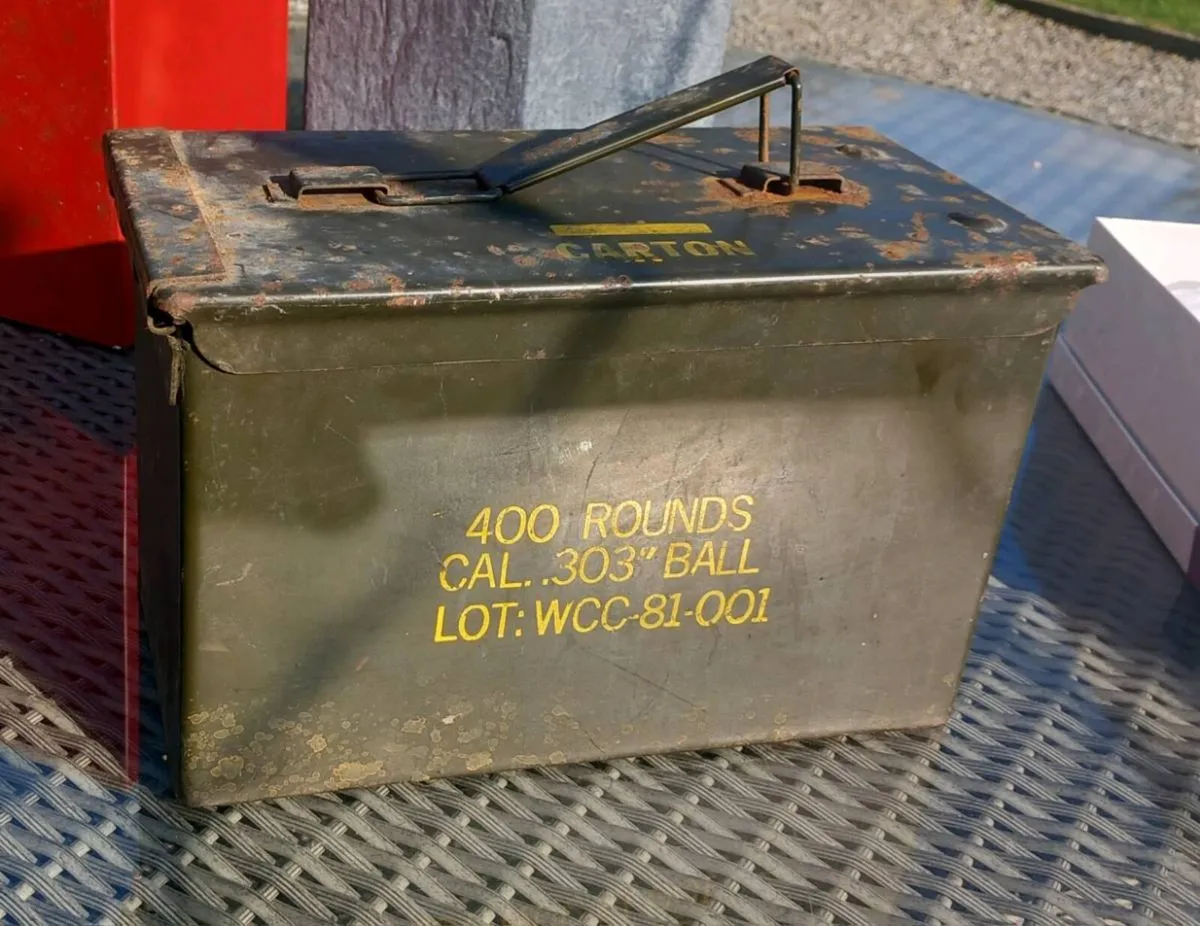 CARTON
400 ROUNDS
CAL. .303" BALL
LOT: WCC-81-001